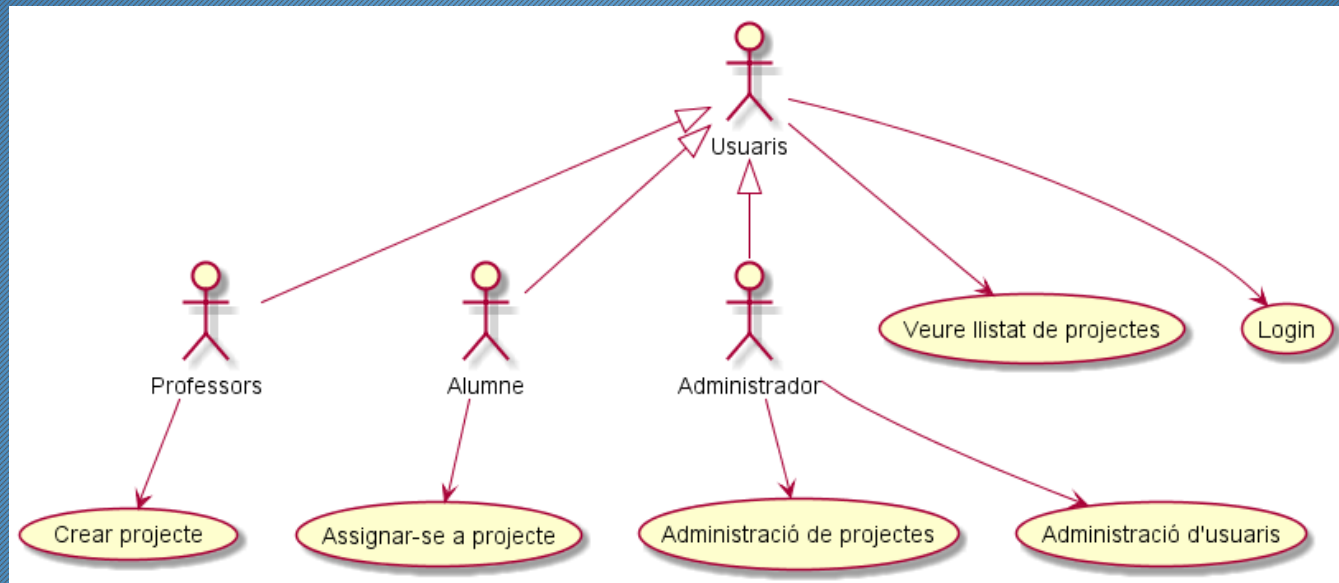 Usuaris
Veure llistat de projectes
Login
Professors
Alumne
Administrador
Crear projecte
Assignar-se a projecte
Administració de projectes
Administració d'usuaris